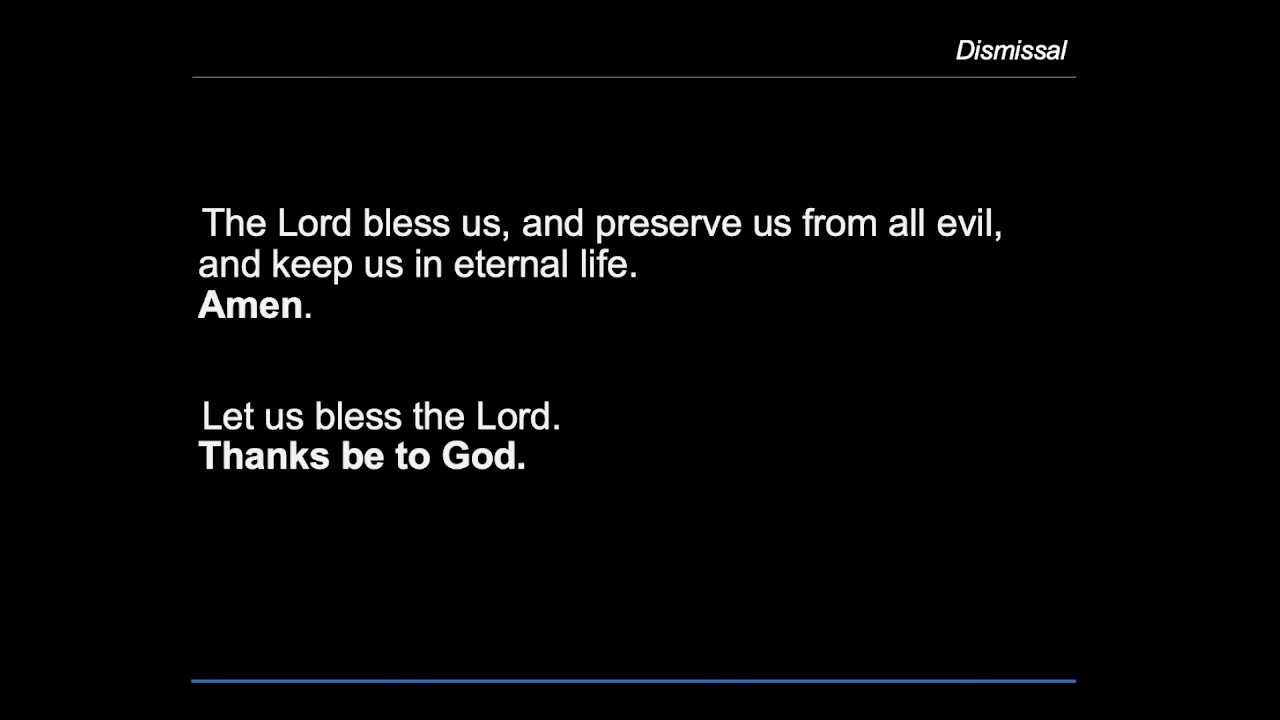 Dismissal
The Lord bless us, and preserve us from all evil,
and keep us in eternal life.
Amen.
Let us bless the Lord.
Thanks be to God.